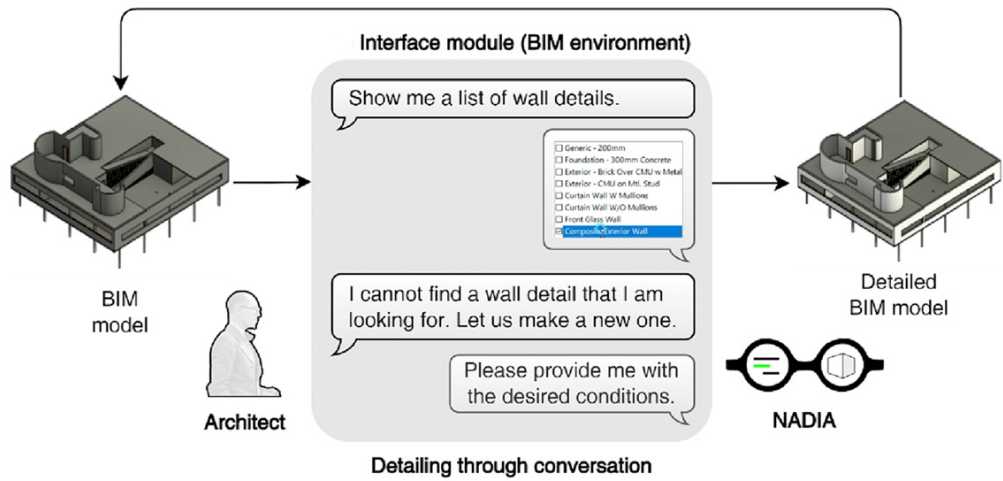 Interface module (BIM environment)
Show me a list of wall details.
Generic - 200mm
Foundation - 300mm Concrete
Exterior - Brick Over CMU w Metal
Exterior - CMU on Mtl. Stud
Curtain Wall W Mullions
Curtain Wall W/O Mullions
Front Glass Wall
Composite Exterior Wall
I cannot find a wall detail that I am
looking for. Let us make a new one.
Please provide me with
the desired conditions.
BIM
model
Architect
Detailed
BIM model
NADIA
Detailing through conversation